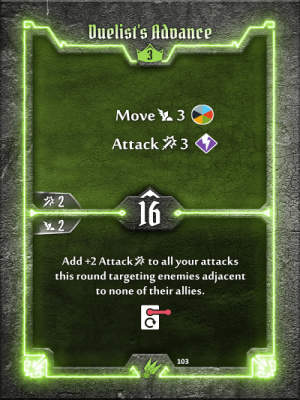 Duelist's Advance
3
Move 3
Attack 3
2
16
2
Add +2 Attack to all your attacks
this round targeting enemies adjacent
to none of their allies.
103